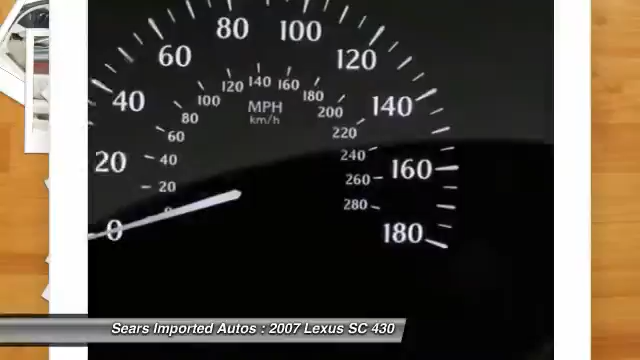 80 100
60 120
40 140
20 160
0 180
120 140 160
100 180
80 200
60 220
40 240
20 260
280
MPH
km/h
Sears Imported Autos : 2007 Lexus SC 430